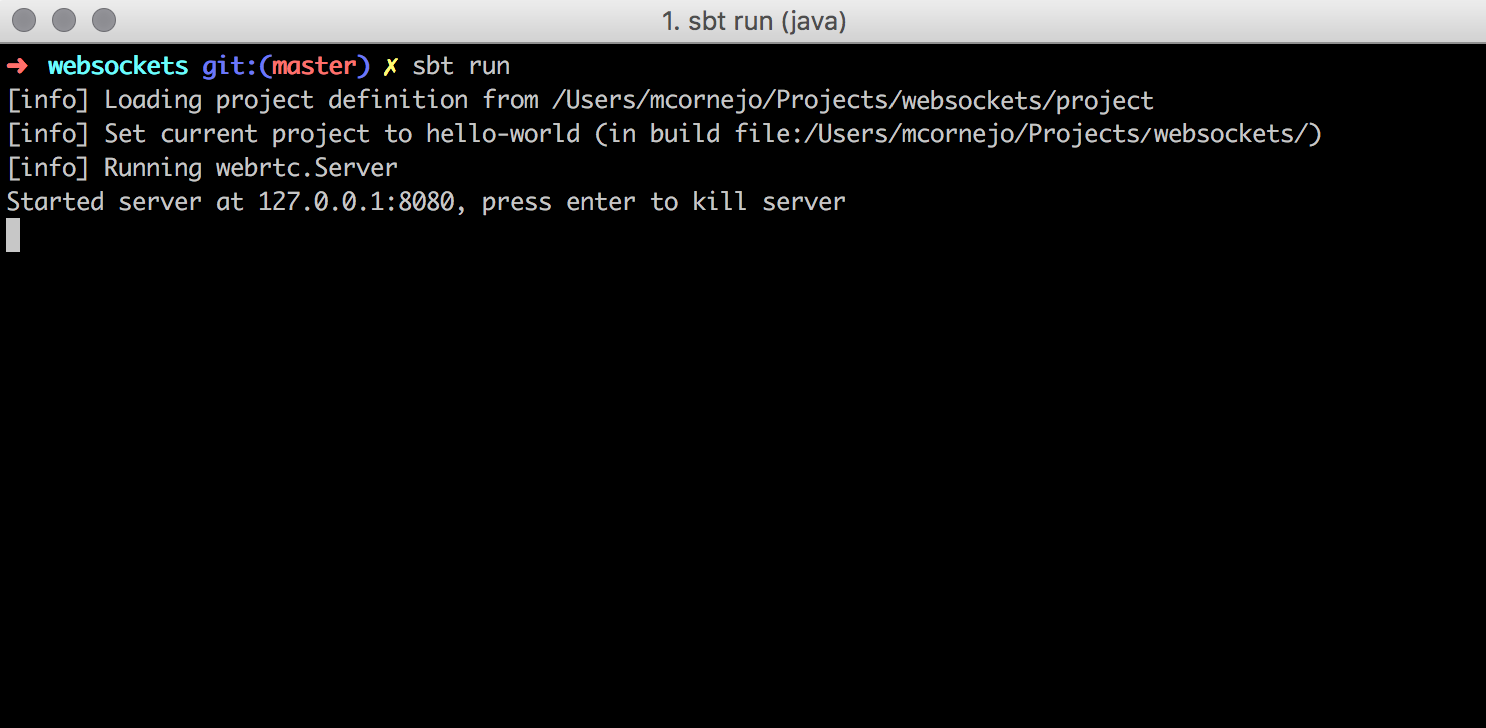 1. sbt run (java)
➜ websockets git:(master) ✗ sbt run
[info] Loading project definition from /Users/mcornejo/Projects/websockets/project
[info] Set current project to hello-world (in build file:/Users/mcornejo/Projects/websockets/)
[info] Running webrtc.Server
Started server at 127.0.0.1:8080, press enter to kill server